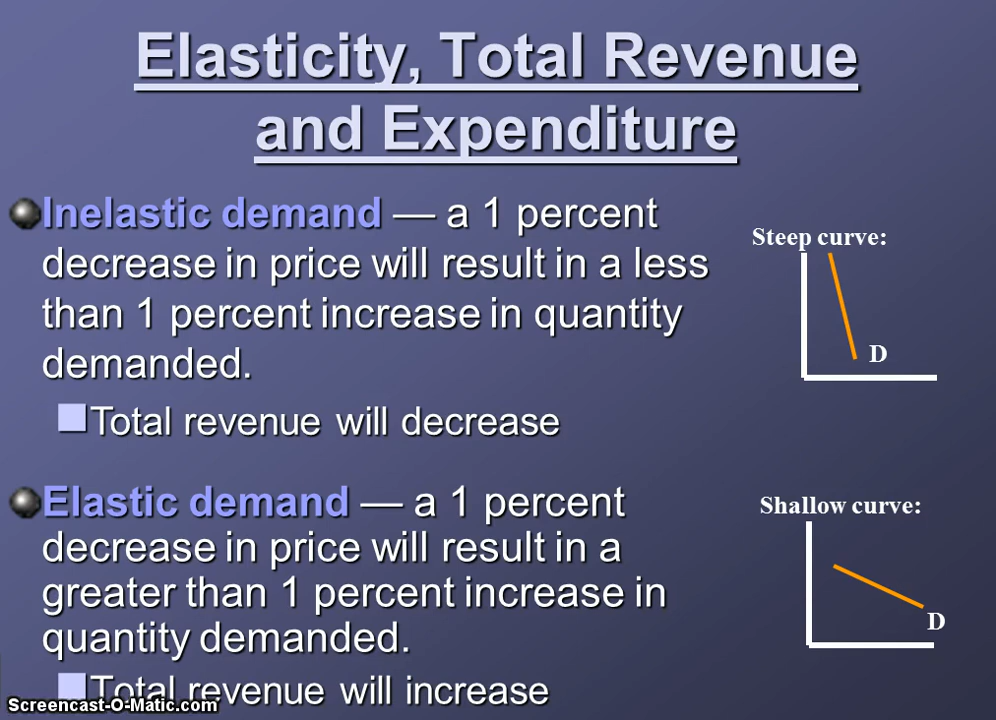 Elasticity, Total Revenue
and Expenditure
Inelastic demand — a 1 percent
decrease in price will result in a less
than 1 percent increase in quantity
demanded.
Total revenue will decrease
Steep curve:
D
Elastic demand — a 1 percent
decrease in price will result in a
greater than 1 percent increase in
quantity demanded.
Total revenue will increase
Shallow curve:
D
Screencast-O-Matic.com